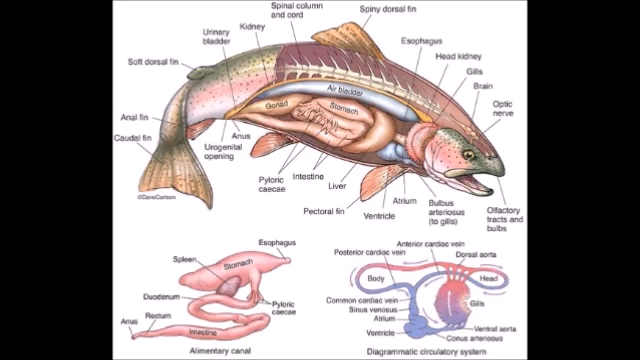 Spinal column
and cord
Spiny dorsal fin
Kidney
Urinary
bladder
Esophagus
Head kidney
Soft dorsal fin
Gills
Brain
Air bladder
Optic
nerve
Gonad
Stomach
Anal fin
Caudal fin
Anus
Urogenital
opening
©DaveCarlson
Pyloric
caecae
Intestine
Liver
Pectoral fin
Ventricle
Atrium
Bulbus
arteriosus
(to gills)
Olfactory
tracts and
bulbs
Esophagus
Spleen
Stomach
Duodenum
Pyloric
caecae
Rectum
Anus
Intestine
Alimentary canal
Anterior cardiac vein
Posterior cardiac vein
Dorsal aorta
Body
Head
Common cardiac vein
Sinus venosus
Atrium
Gills
Ventricle
Ventral aorta
Conus arteriosus
Diagrammatic circulatory system